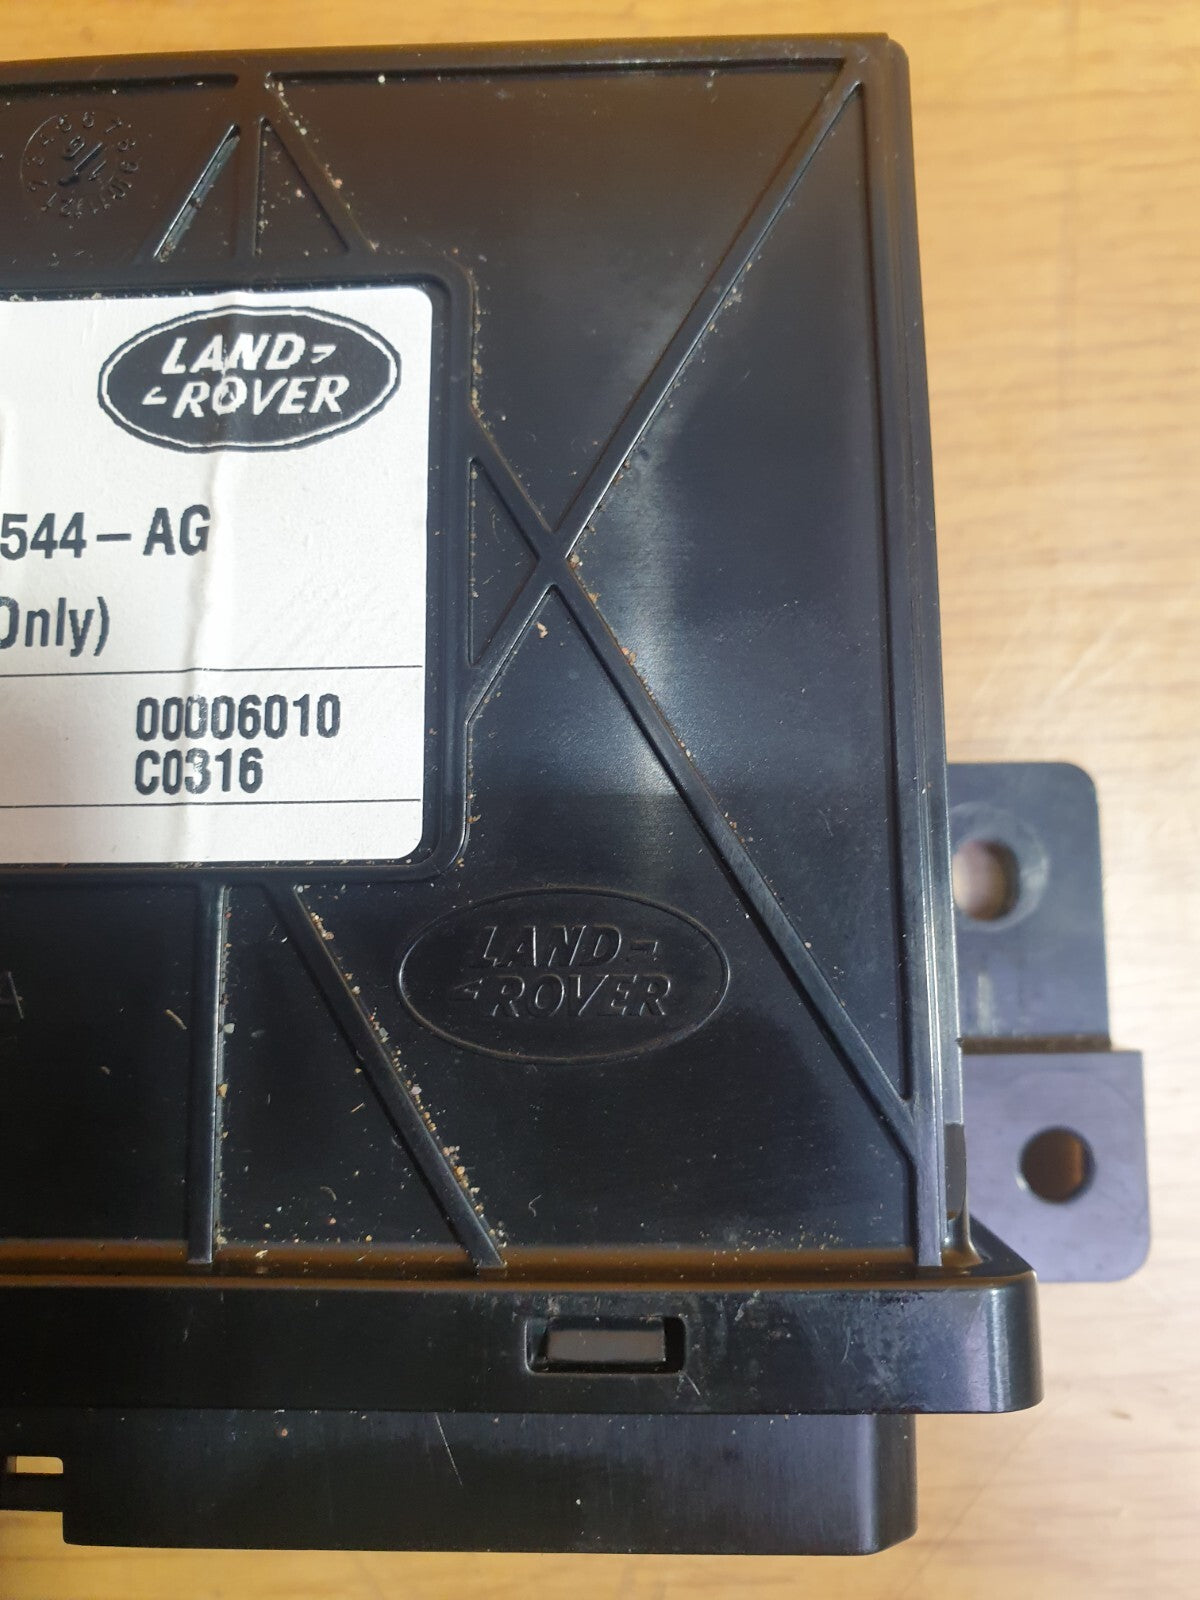 LAND
ROVER
544-AG
Only)
00006010
C0316
LAND
ROVER